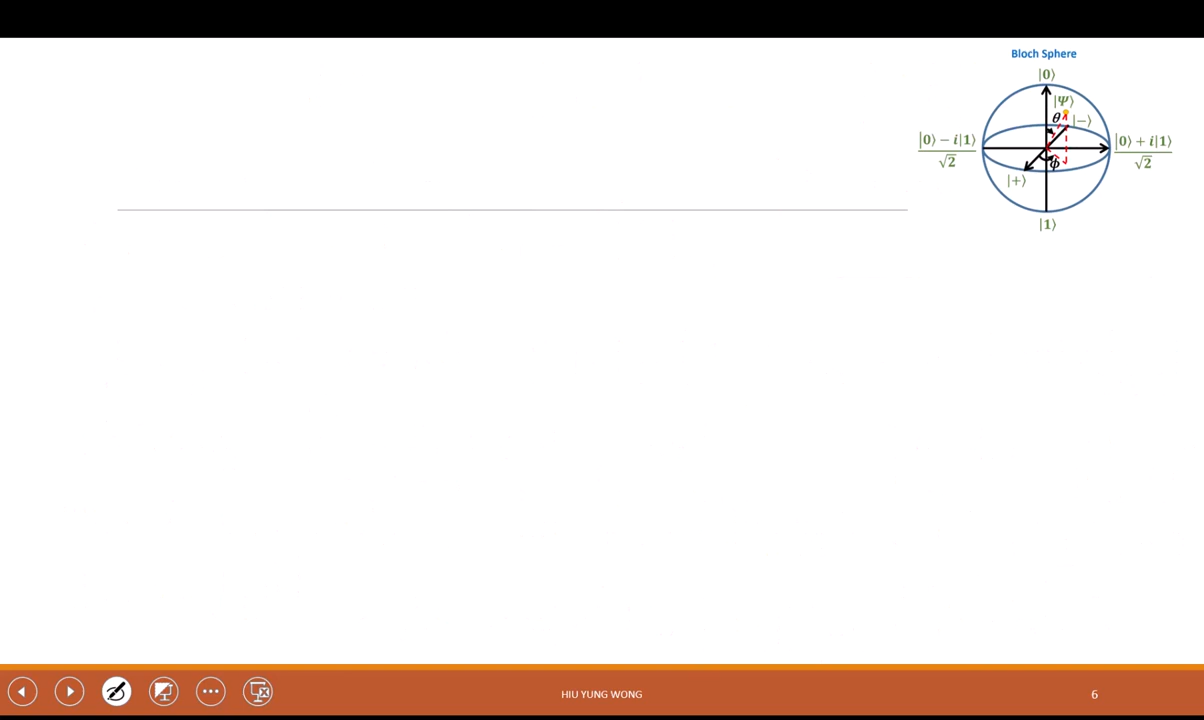 Bloch Sphere
|0⟩
|Ψ⟩
θ
|−⟩
|0⟩ − i|1⟩
√2
|0⟩ + i|1⟩
√2
ϕ
|+⟩
|1⟩
HIU YUNG WONG
6